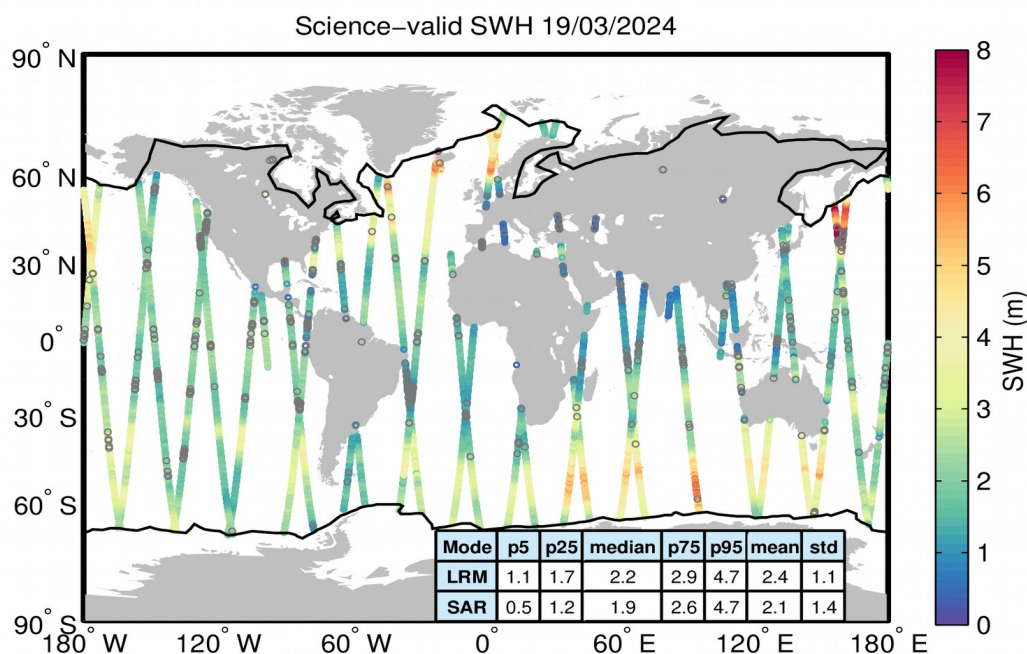 Science−valid SWH 19/03/2024
90° N
60° N
30° N
0°
30° S
60° S
90° S
180° W
120° W
60° W
0°
60° E
120° E
180° E
Mode p5 p25 median p75 p95 mean std
LRM 1.1 1.7 2.2 2.9 4.7 2.4 1.1
SAR 0.5 1.2 1.9 2.6 4.7 2.1 1.4
8
7
6
5
4
3
2
1
0
SWH (m)